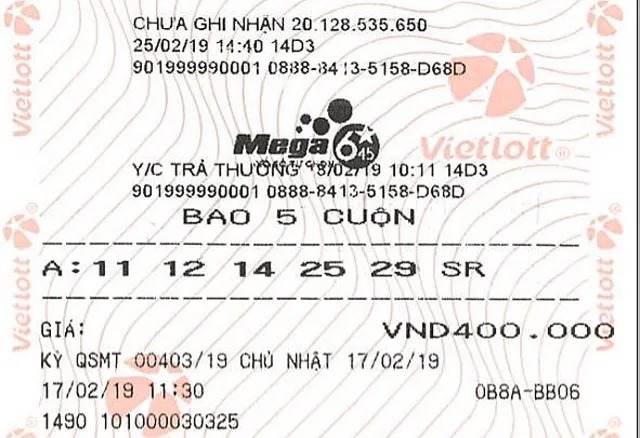 CHƯA GHI NHẬN 20.128.535.650
25/02/19 14:40 14D3
901999990001 0888-8413-5158-D68D
Vietlott
Mega 6/45
Vietlott®
Y/C TRẢ THƯỞNG 18/02/19 10:11 14D3
901999990001 0888-8413-5158-D68D
BAO 5 CUỘN
A: 11 12 14 25 29 SR
Vietlott
Vietlott
GIÁ: VND400.000
KỲ QSMT 00403/19 CHỦ NHẬT 17/02/19
17/02/19 11:30 0B8A-BB06
1490 101000030325